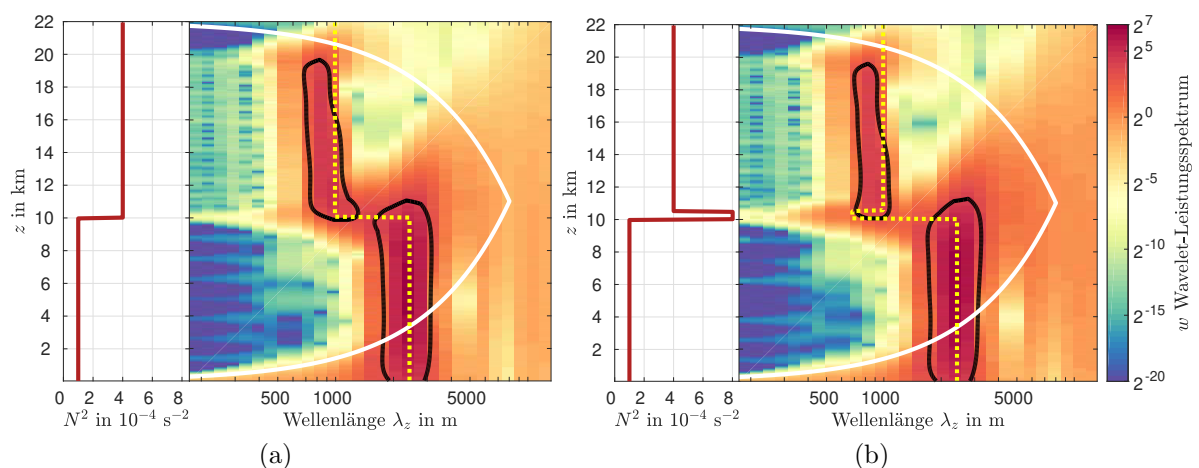 22
20
18
16
14
12
10
8
6
4
2
z in km
0 2 4 6 8
N² in 10⁻⁴ s⁻²
500 1000 5000
Wellenlänge λ_z in m
(a)
22
20
18
16
14
12
10
8
6
4
2
z in km
0 2 4 6 8
N² in 10⁻⁴ s⁻²
500 1000 5000
Wellenlänge λ_z in m
(b)
2⁷
2⁵
2⁰
2⁻⁵
2⁻¹⁰
2⁻¹⁵
2⁻²⁰
w Wavelet-Leistungsspektrum